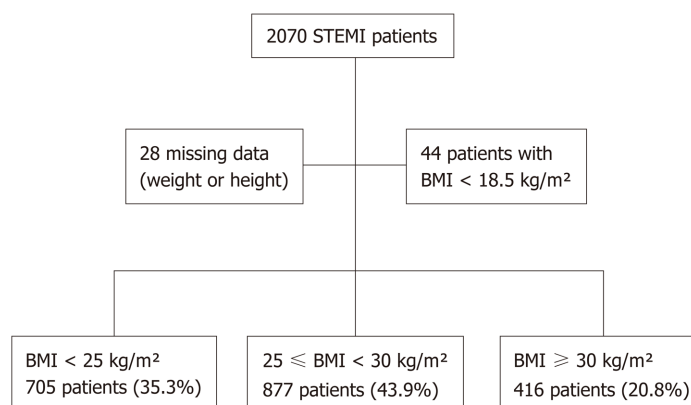 2070 STEMI patients
28 missing data
(weight or height)
44 patients with
BMI < 18.5 kg/m²
BMI < 25 kg/m²
705 patients (35.3%)
25 ≤ BMI < 30 kg/m²
877 patients (43.9%)
BMI ≥ 30 kg/m²
416 patients (20.8%)